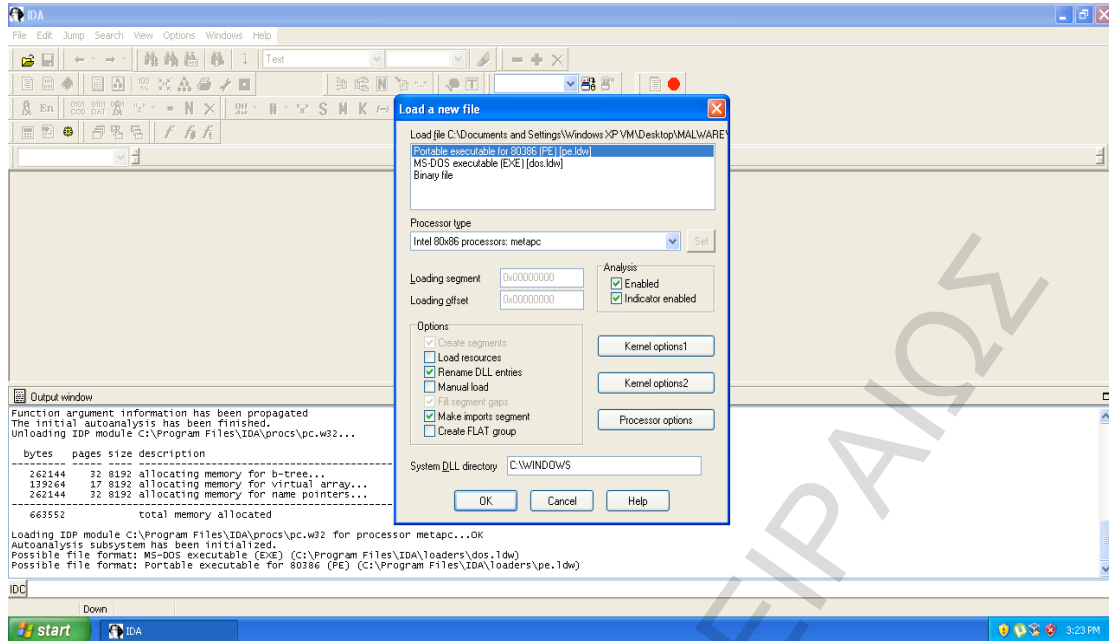 IDA
File Edit Jump Search View Options Windows Help
Text
En
N
S M K
Load a new file
Load file C:\Documents and Settings\Windows XP VM\Desktop\MALWARE\
Portable executable for 80386 (PE) [pe.ldw]
MS-DOS executable (EXE) [dos.ldw]
Binary file
Processor type
Intel 80x86 processors: metapc
Set
Loading segment 0x00000000
Loading offset 0x00000000
Analysis
Enabled
Indicator enabled
Options
Create segments
Load resources
Rename DLL entries
Manual load
Fill segment gaps
Make imports segment
Create FLAT group
Kernel options1
Kernel options2
Processor options
System DLL directory C:\WINDOWS
OK Cancel Help
Output window
Function argument information has been propagated
The initial autoanalysis has been finished.
Unloading IDP module C:\Program Files\IDA\procs\pc.w32...
bytes pages size description
262144 32 8192 allocating memory for b-tree...
139264 17 8192 allocating memory for virtual array...
262144 32 8192 allocating memory for name pointers...
663552 total memory allocated
Loading IDP module C:\Program Files\IDA\procs\pc.w32 for processor metapc...OK
Autoanalysis subsystem has been initialized.
Possible file format: MS-DOS executable (EXE) (C:\Program Files\IDA\loaders\dos.ldw)
Possible file format: Portable executable for 80386 (PE) (C:\Program Files\IDA\loaders\pe.ldw)
IDC
Down
start IDA 3:23 PM
ΕΙΡΑΙΩΣ